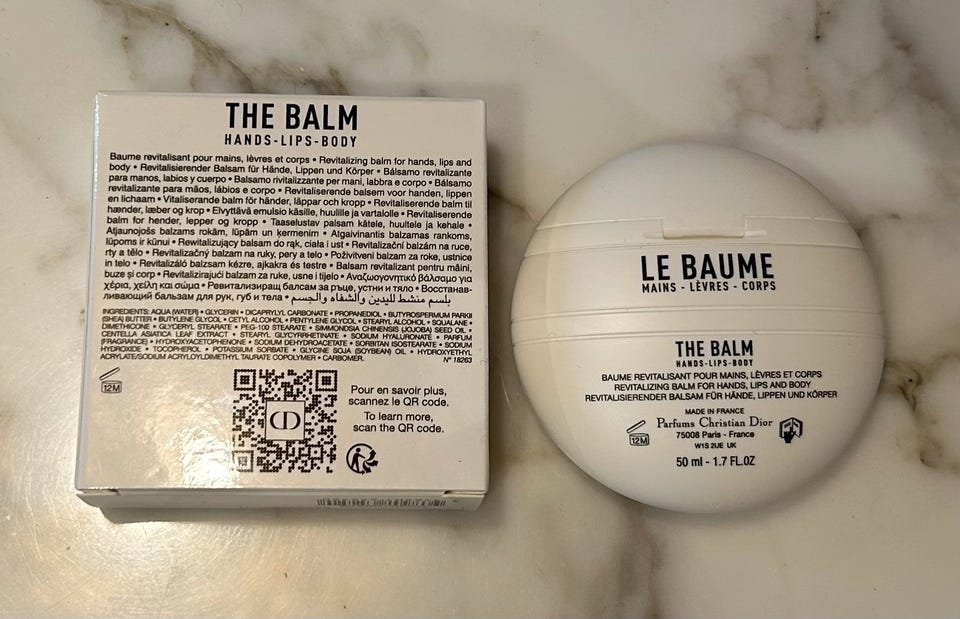 THE BALM
HANDS-LIPS-BODY
Baume revitalisant pour mains, lèvres et corps • Revitalizing balm for hands, lips and
body • Revitalisierender Balsam für Hände, Lippen und Körper • Bálsamo revitalizante
para manos, labios y cuerpo • Balsamo rivitalizzante per mani, labbra e corpo • Bálsamo
revitalizante para mãos, lábios e corpo • Revitaliserende balsem voor handen, lippen
en lichaam • Vitaliserande balm för händer, läppar och kropp • Revitaliserende balm til
hænder, læber og krop • Elvyttävä emulsio käsille, huulille ja vartalolle • Revitaliserende
balm for hender, lepper og kropp • Taaselustav palsam kätele, huultele ja kehale •
Atjaunojošs balzams rokām, lūpām un ķermenim • Atgaivinantis balzamas rankoms,
lūpoms ir kūnui • Rewitalizujący balsam do rąk, ciała i ust • Revitalizační balzám na ruce,
rty a tělo • Revitalizačný balzam na ruky, pery a telo • Poživitveni balzam za roke, ustnice
in telo • Revitalizáló balzsam kézre, ajkakra és testre • Balsam revitalizant pentru mâini,
buze și corp • Revitalizirajući balzam za ruke, usne i tijelo • Αναζωογονητικό βάλσαμο για
χέρια, χείλη και σώμα • Ревитализиращ балсам за ръце, устни и тяло • Восстанав-
ливающий бальзам для рук, губ и тела • بلسم منشط لليدين والشفاه والجسم
INGREDIENTS: AQUA (WATER) • GLYCERIN • DICAPRYLYL CARBONATE • PROPANEDIOL • BUTYROSPERMUM PARKII
(SHEA) BUTTER • BUTYLENE GLYCOL • CETYL ALCOHOL • PENTYLENE GLYCOL • STEARYL ALCOHOL • SQUALANE •
DIMETHICONE • GLYCERYL STEARATE • PEG-100 STEARATE • SIMMONDSIA CHINENSIS (JOJOBA) SEED OIL •
CENTELLA ASIATICA LEAF EXTRACT • STEARYL GLYCYRRHETINATE • SODIUM HYALURONATE • PARFUM
(FRAGRANCE) • HYDROXYACETOPHENONE • SODIUM DEHYDROACETATE • SORBITAN ISOSTEARATE • SODIUM
HYDROXIDE • TOCOPHEROL • POTASSIUM SORBATE • GLYCINE SOJA (SOYBEAN) OIL • HYDROXYETHYL
ACRYLATE/SODIUM ACRYLOYLDIMETHYL TAURATE COPOLYMER • CARBOMER. N° 18263
12M
CD
Pour en savoir plus,
scannez le QR code.
To learn more,
scan the QR code.
LE BAUME
MAINS - LÈVRES - CORPS
THE BALM
HANDS-LIPS-BODY
BAUME REVITALISANT POUR MAINS, LÈVRES ET CORPS
REVITALIZING BALM FOR HANDS, LIPS AND BODY
REVITALISIERENDER BALSAM FÜR HÄNDE, LIPPEN UND KÖRPER
MADE IN FRANCE
Parfums Christian Dior
75008 Paris - France
W1S 2UE UK
12M
50 ml - 1.7 FL.OZ